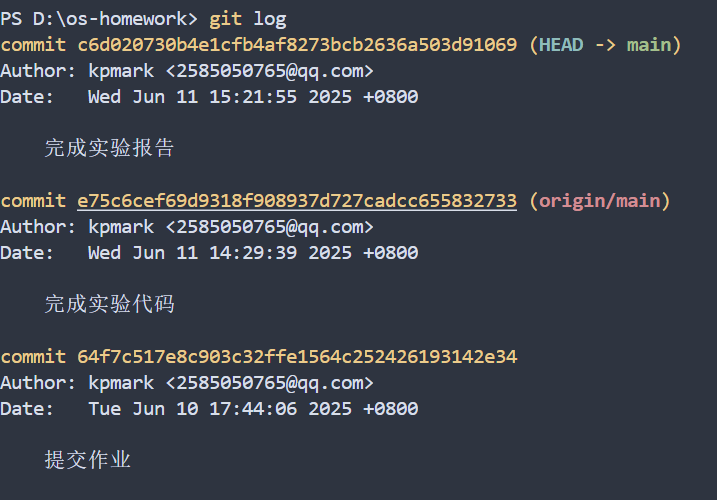 PS D:\os-homework> git log
commit c6d020730b4e1cfb4af8273bcb2636a503d91069 (HEAD -> main)
Author: kpmark <2585050765@qq.com>
Date:   Wed Jun 11 15:21:55 2025 +0800
完成实验报告
commit e75c6cef69d9318f908937d727cadcc655832733 (origin/main)
Author: kpmark <2585050765@qq.com>
Date:   Wed Jun 11 14:29:39 2025 +0800
完成实验代码
commit 64f7c517e8c903c32ffe1564c252426193142e34
Author: kpmark <2585050765@qq.com>
Date:   Tue Jun 10 17:44:06 2025 +0800
提交作业